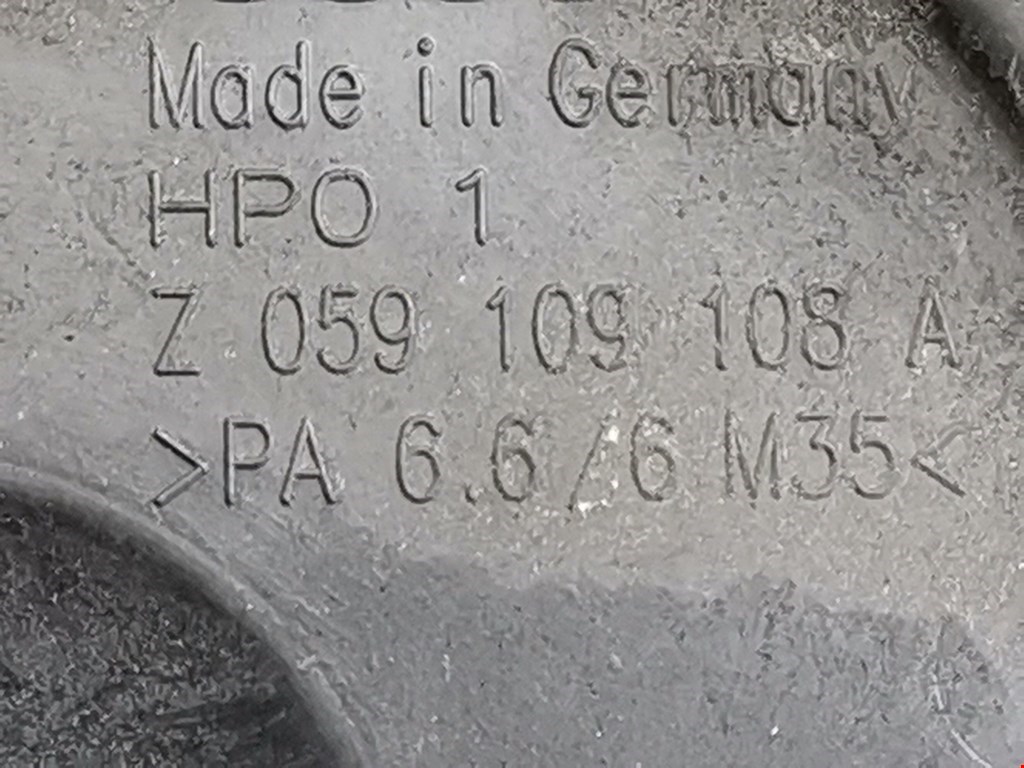 Made in Germany
HPO 1
Z 059 109 108 A
>PA 6.6/6 M35<